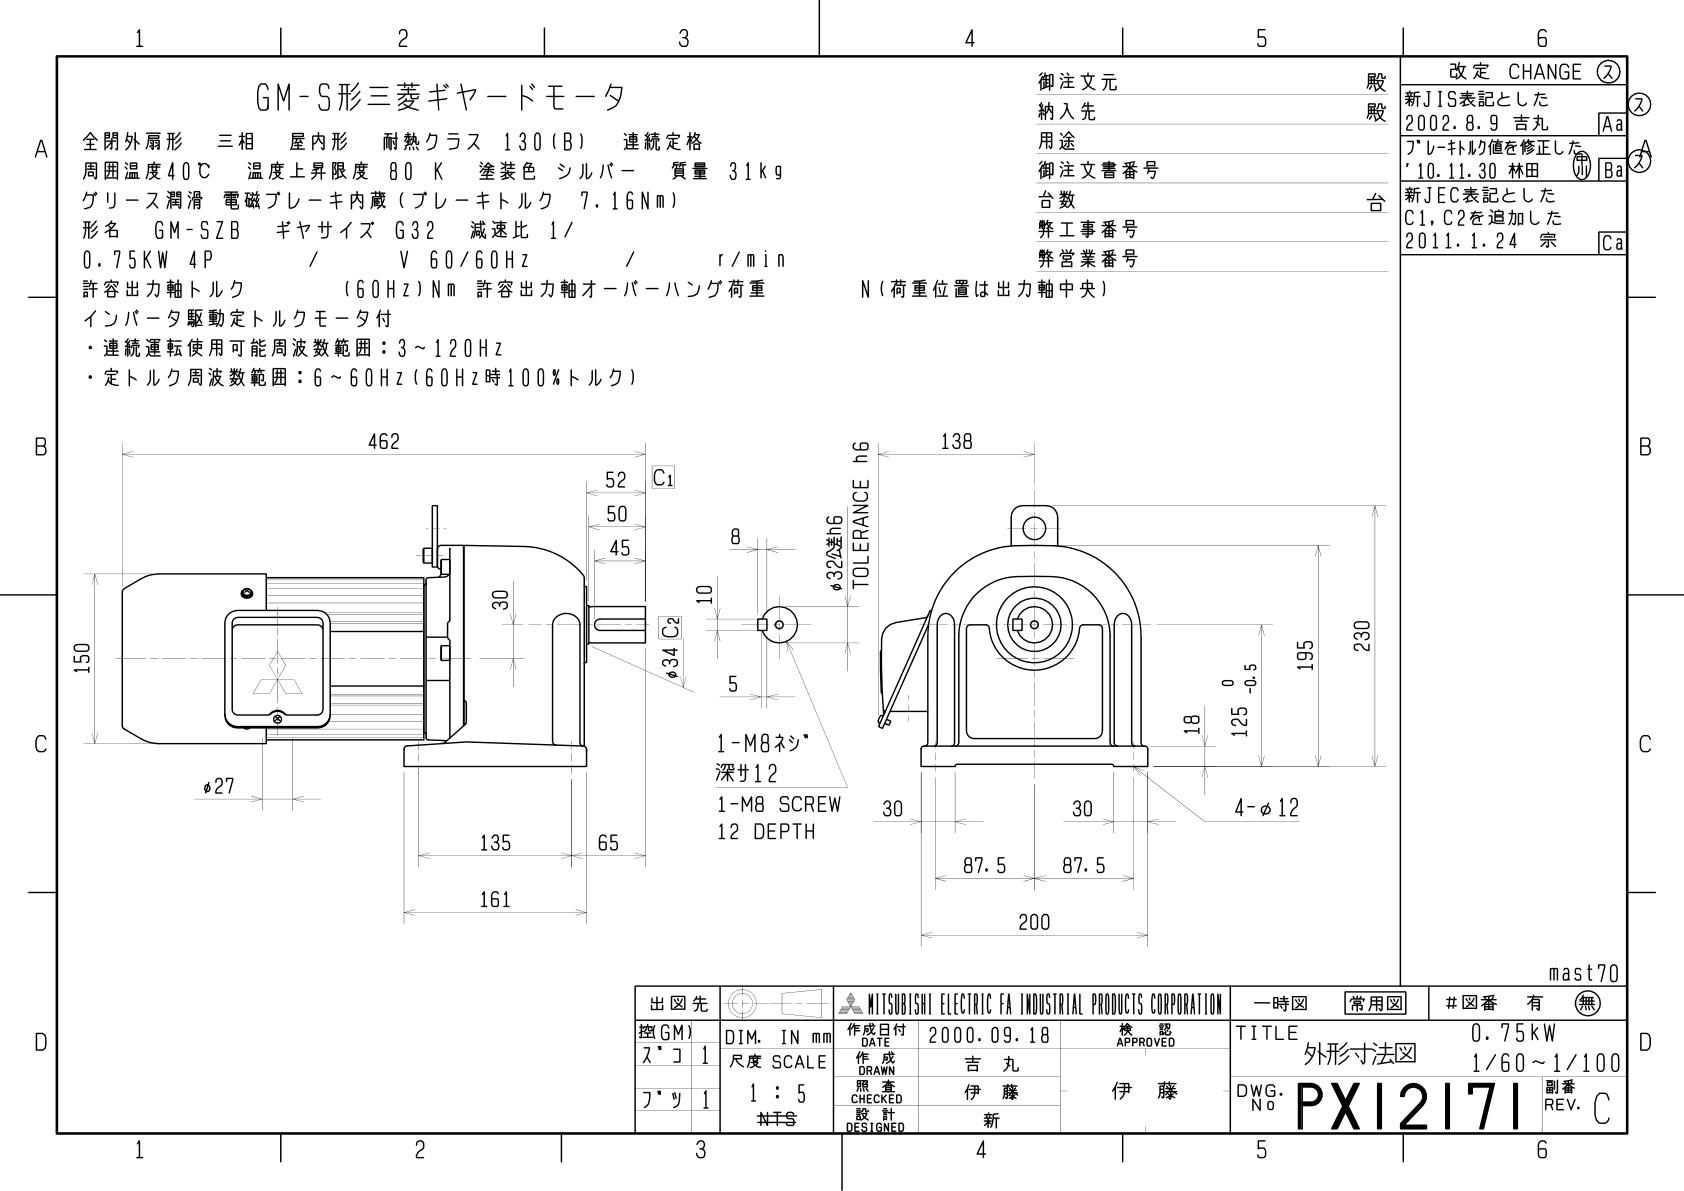 1 2 3 4 5 6
GM-S形三菱ギヤードモータ
全閉外扇形 三相 屋内形 耐熱クラス 130(B) 連続定格
周囲温度40℃ 温度上昇限度 80 K 塗装色 シルバー 質量 31kg
グリース潤滑 電磁ブレーキ内蔵(ブレーキトルク 7.16Nm)
形名 GM-SZB ギヤサイズ G32 減速比 1/
0.75KW 4P / V 60/60Hz / r/min
許容出力軸トルク (60Hz)Nm 許容出力軸オーバーハング荷重 N(荷重位置は出力軸中央)
インバータ駆動定トルクモータ付
・連続運転使用可能周波数範囲:3~120Hz
・定トルク周波数範囲:6~60Hz(60Hz時100%トルク)
御注文元 殿
納入先 殿
用途
御注文書番号
台数 台
弊工事番号
弊営業番号
改定 CHANGE ス
新JIS表記とした
2002.8.9 吉丸 Aa ス
ブレーキトルク値を修正した
'10.11.30 林田 中川 Ba ス
新JEC表記とした
C1,C2を追加した
2011.1.24 宗 Ca
A A
B B
C C
D D
462
52 C1
50
45
30
150
C2
φ34
φ27
135 65
161
8
10
5
φ32公差h6
TOLERANCE h6
1-M8ネジ
深サ12
1-M8 SCREW
12 DEPTH
138
230
195
0
125 -0.5
18
30 30
4-φ12
87.5 87.5
200
mast70
出図先
控(GM)
ズコ 1
ブツ 1
DIM. IN mm
尺度 SCALE
1 : 5
NTS
MITSUBISHI ELECTRIC FA INDUSTRIAL PRODUCTS CORPORATION
作成日付 DATE 2000.09.18
作成 DRAWN 吉丸
照査 CHECKED 伊藤
設計 DESIGNED 新
検認 APPROVED
伊藤
一時図 常用図 #図番 有 無
TITLE 外形寸法図
0.75kW
1/60~1/100
DWG. No PX12171
副番 REV. C
1 2 3 4 5 6